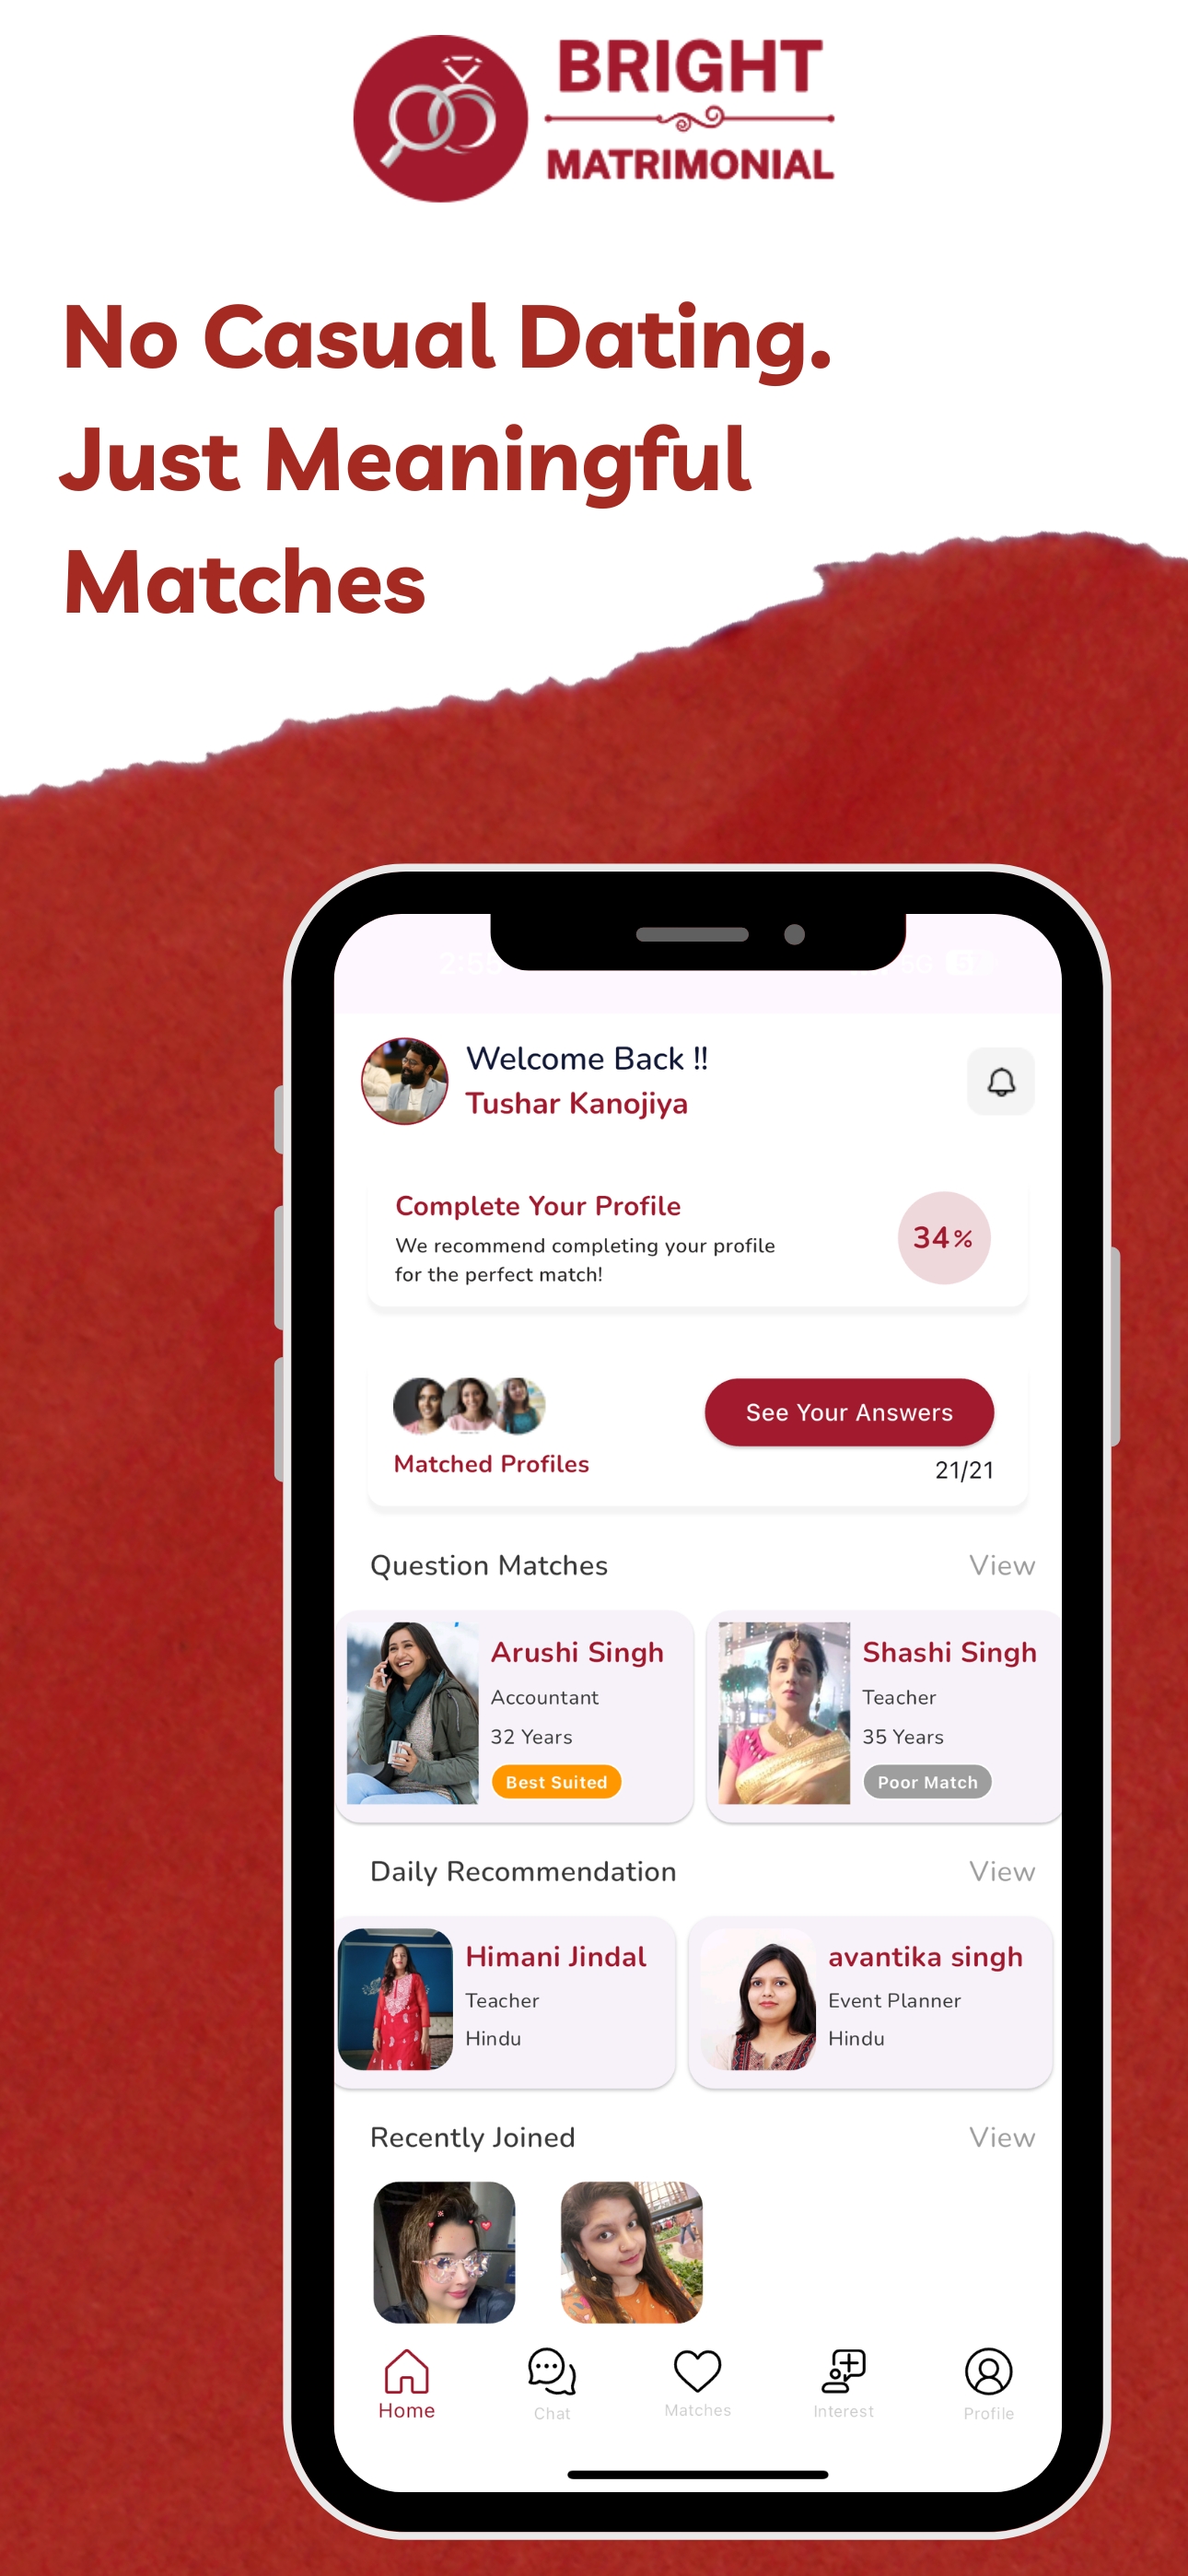 BRIGHT
MATRIMONIAL
No Casual Dating.
Just Meaningful
Matches
Welcome Back !!
Tushar Kanojiya
Complete Your Profile
We recommend completing your profile
for the perfect match!
34%
See Your Answers
Matched Profiles
21/21
Question Matches
View
Arushi Singh
Accountant
32 Years
Best Suited
Shashi Singh
Teacher
35 Years
Poor Match
Daily Recommendation
View
Himani Jindal
Teacher
Hindu
avantika singh
Event Planner
Hindu
Recently Joined
View
Home
Chat
Matches
Interest
Profile